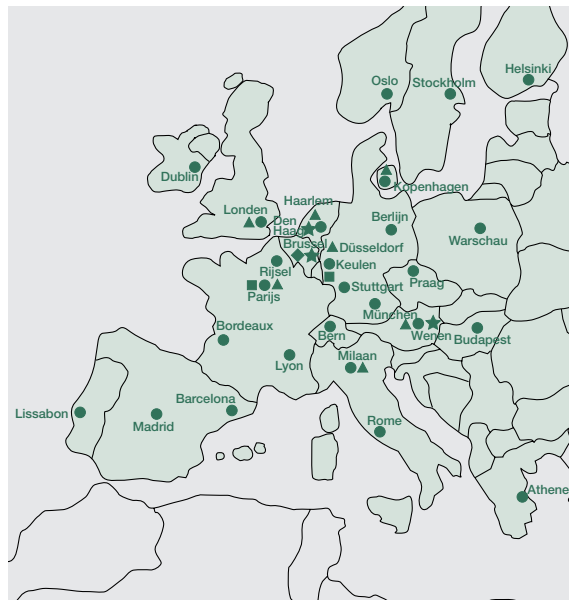 Helsinki
Oslo
Stockholm
Dublin
Kopenhagen
Haarlem
Londen
Den
Haag
Berlijn
Warschau
Brussel
Düsseldorf
Keulen
Rijsel
Praag
Parijs
Stuttgart
München
Bordeaux
Bern
Wenen
Budapest
Lyon
Milaan
Barcelona
Lissabon
Madrid
Rome
Athene